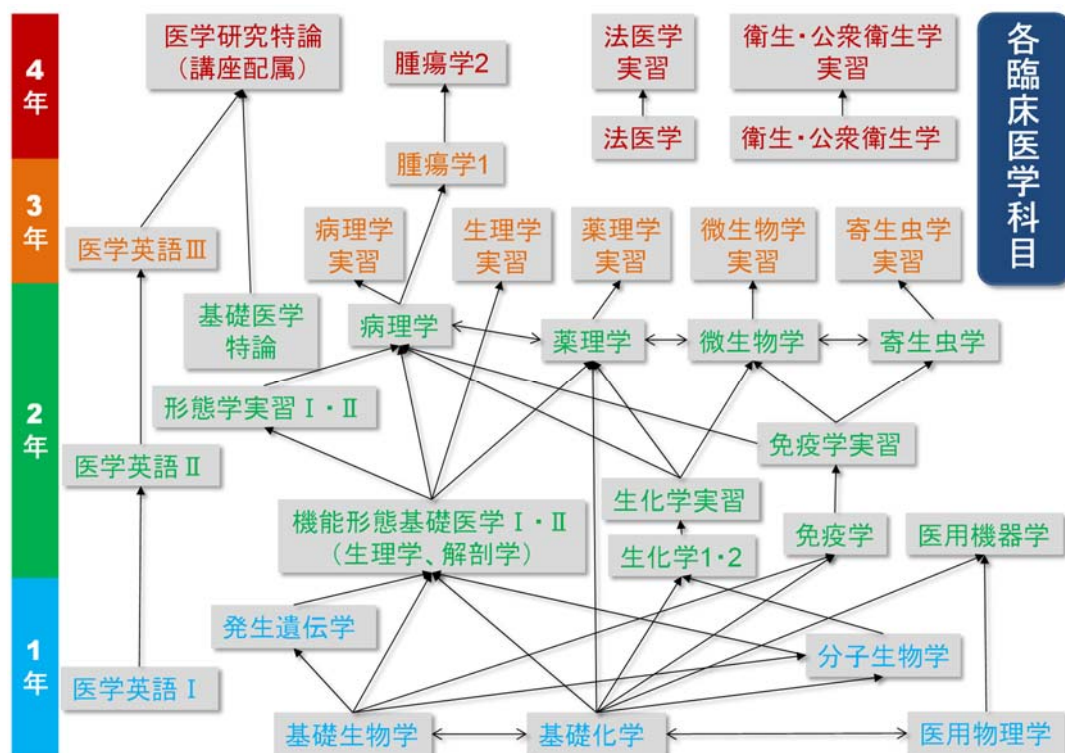 4年
医学研究特論
（講座配属）
腫瘍学2
法医学
実習
衛生・公衆衛生学
実習
法医学
衛生・公衆衛生学
各臨床医学科目
3年
腫瘍学1
医学英語Ⅲ
病理学
実習
生理学
実習
薬理学
実習
微生物学
実習
寄生虫学
実習
2年
基礎医学
特論
病理学
薬理学
微生物学
寄生虫学
形態学実習Ⅰ・Ⅱ
免疫学実習
医学英語Ⅱ
生化学実習
機能形態基礎医学Ⅰ・Ⅱ
（生理学、解剖学）
免疫学
医用機器学
生化学1・2
1年
発生遺伝学
分子生物学
医学英語Ⅰ
基礎生物学
基礎化学
医用物理学